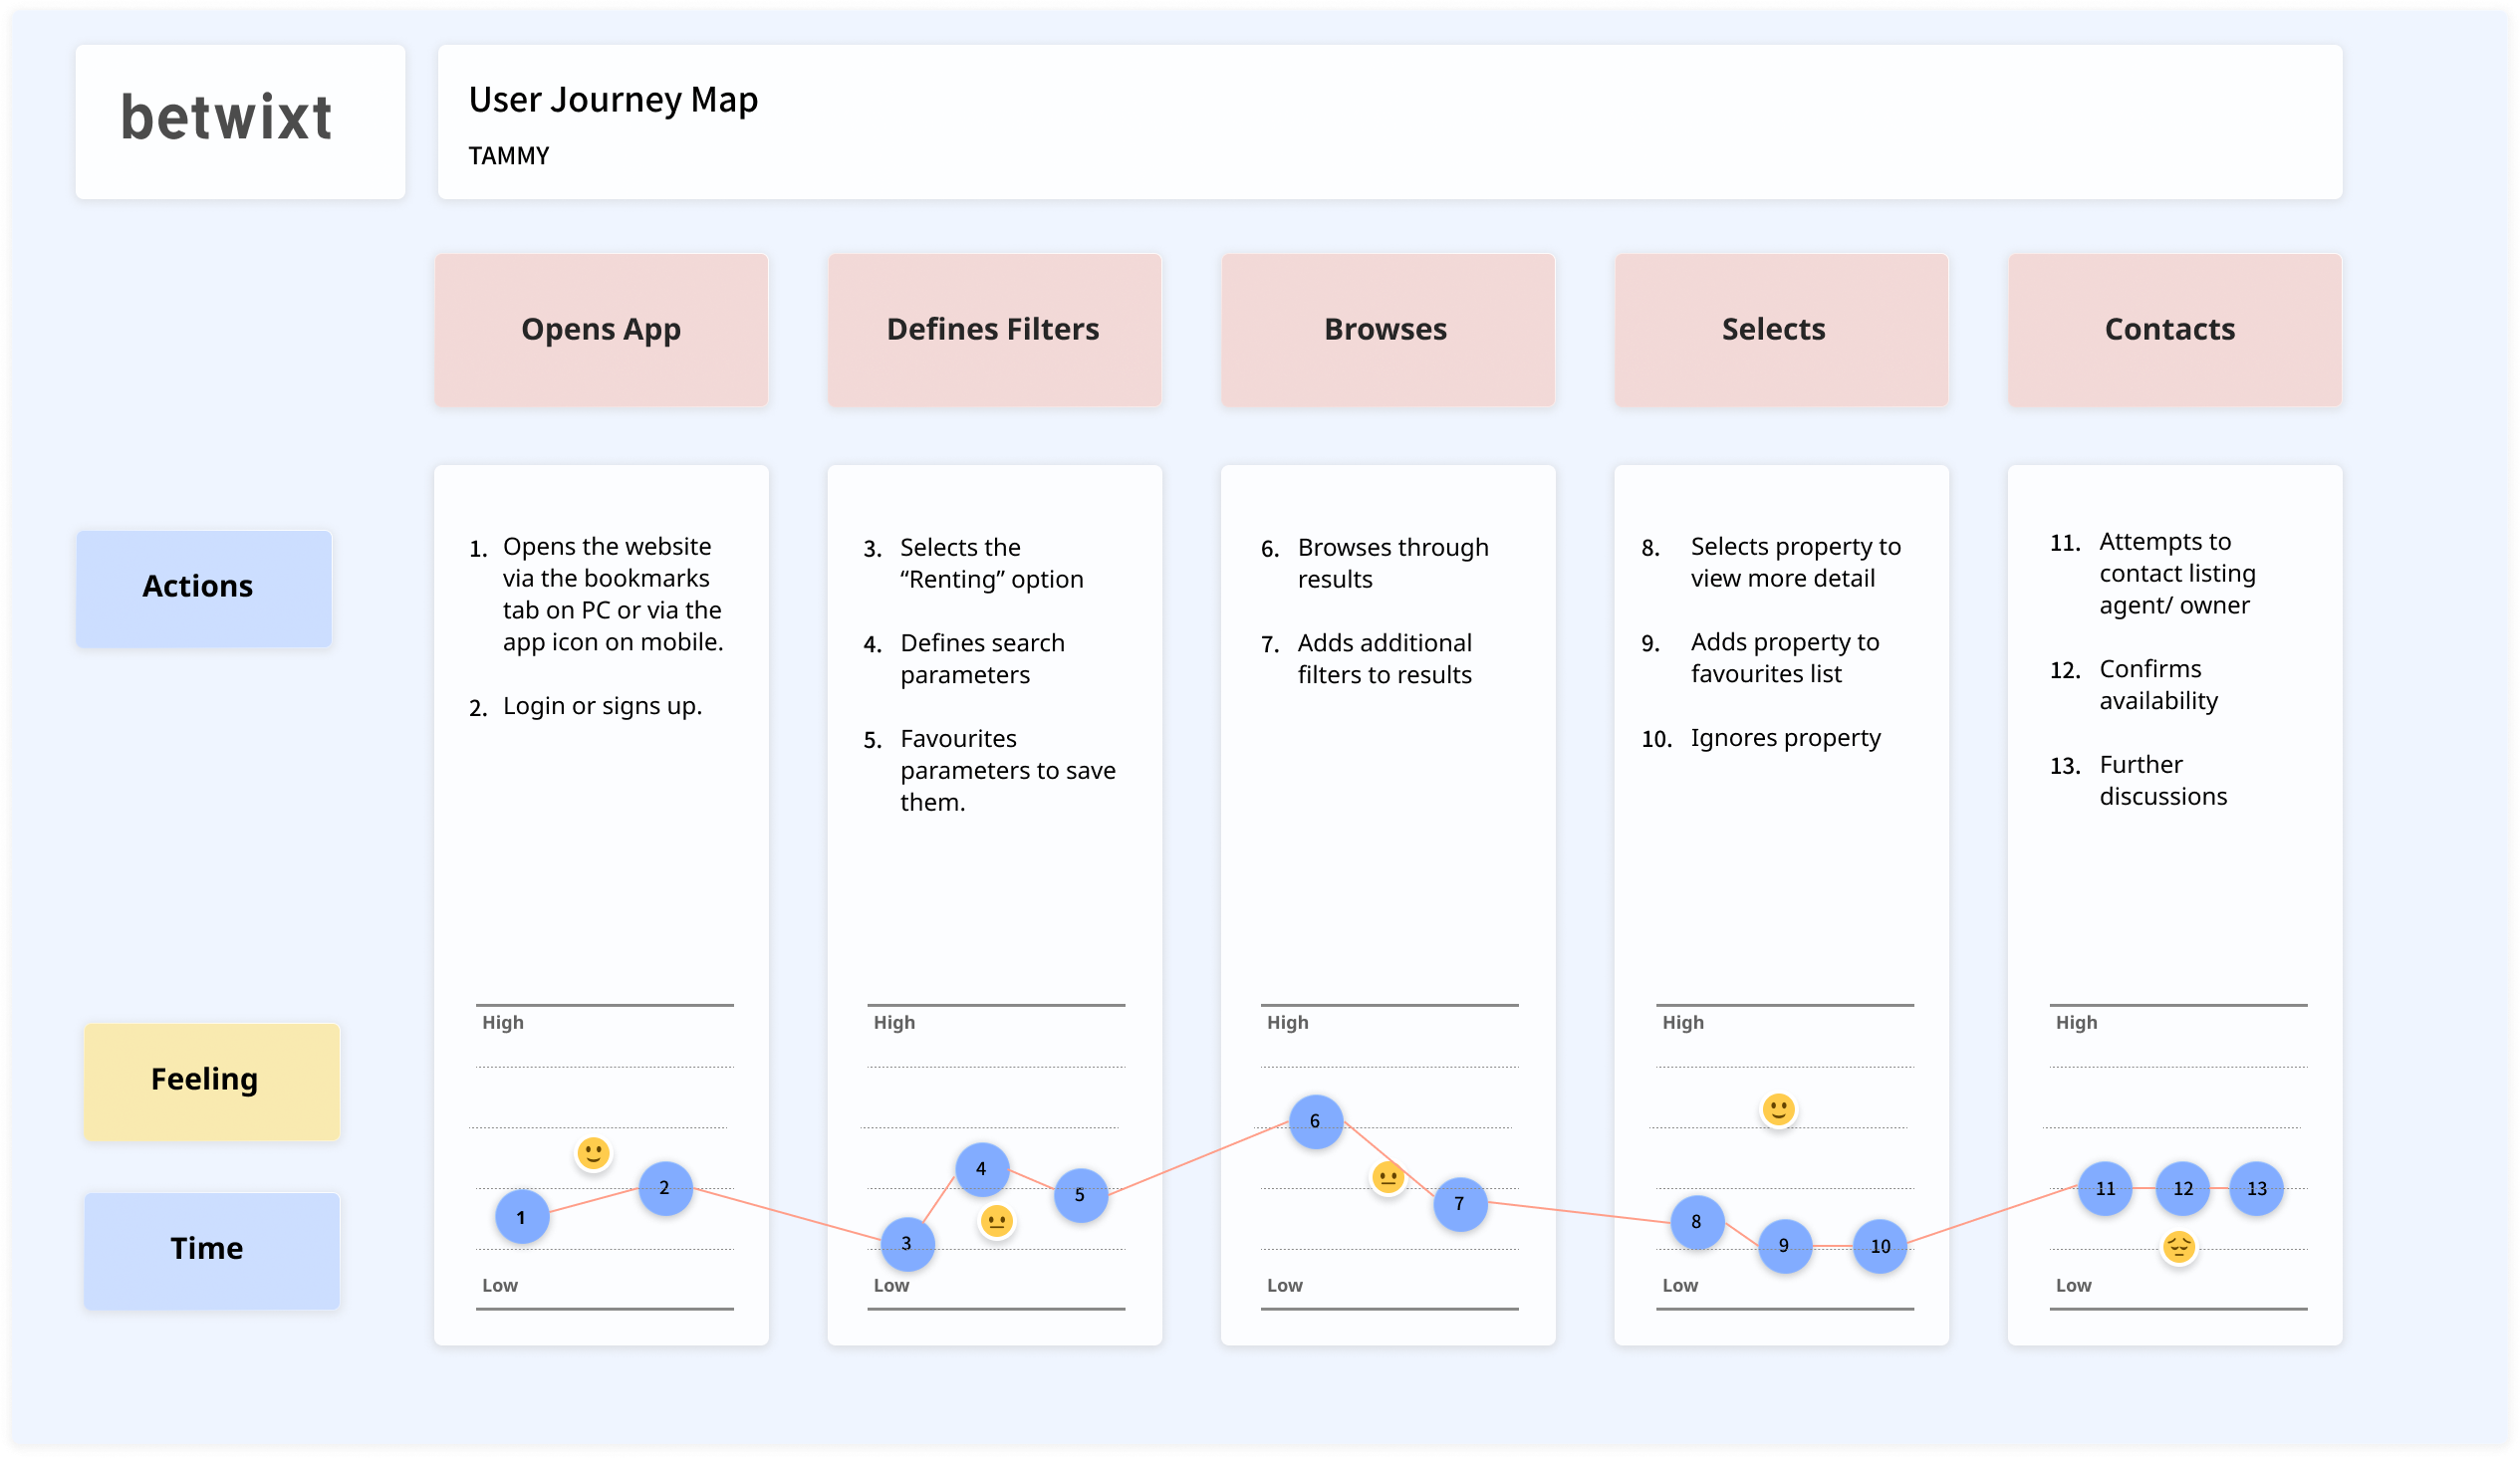 betwixt
User Journey Map
TAMMY
Opens App
Defines Filters
Browses
Selects
Contacts
Actions
1. Opens the website
via the bookmarks
tab on PC or via the
app icon on mobile.
2. Login or signs up.
3. Selects the
“Renting” option
4. Defines search
parameters
5. Favourites
parameters to save
them.
6. Browses through
results
7. Adds additional
filters to results
8. Selects property to
view more detail
9. Adds property to
favourites list
10. Ignores property
11. Attempts to
contact listing
agent/ owner
12. Confirms
availability
13. Further
discussions
Feeling
Time
High
1
2
Low
High
3
4
5
Low
High
6
7
Low
High
8
9
10
Low
High
11
12
13
Low